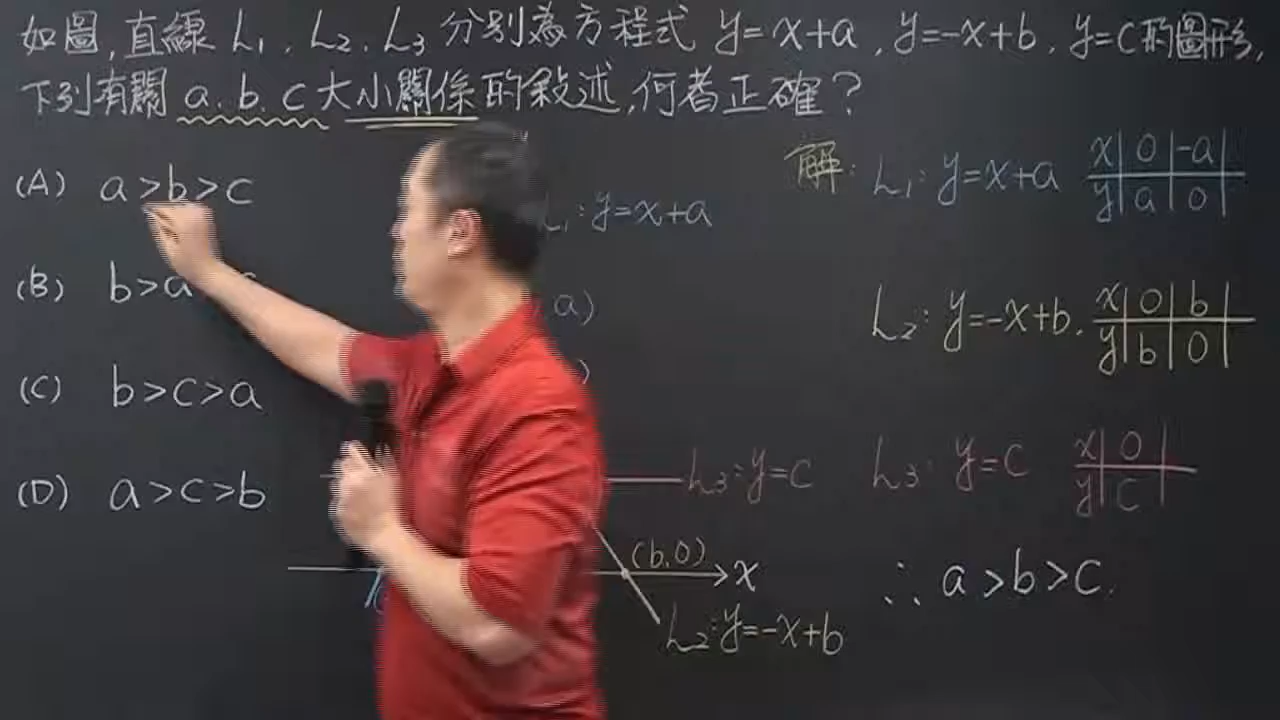 如圖,直線 L₁、L₂、L₃ 分別為方程式 y=x+a,y=-x+b,y=c的圖形,
下列有關 a.b.c大小關係的敘述,何者正確?
(A) a>b>c
(B) b>a
(C) b>c>a
(D) a>c>b
L₁:y=x+a
a)
)
L₃:y=c
(b,0)
x
L₂:y=-x+b
解: L₁: y=x+a
x 0 -a
y a 0
L₂: y=-x+b.
x 0 b
y b 0
L₃: y=c
x 0
y c
∴ a>b>c.